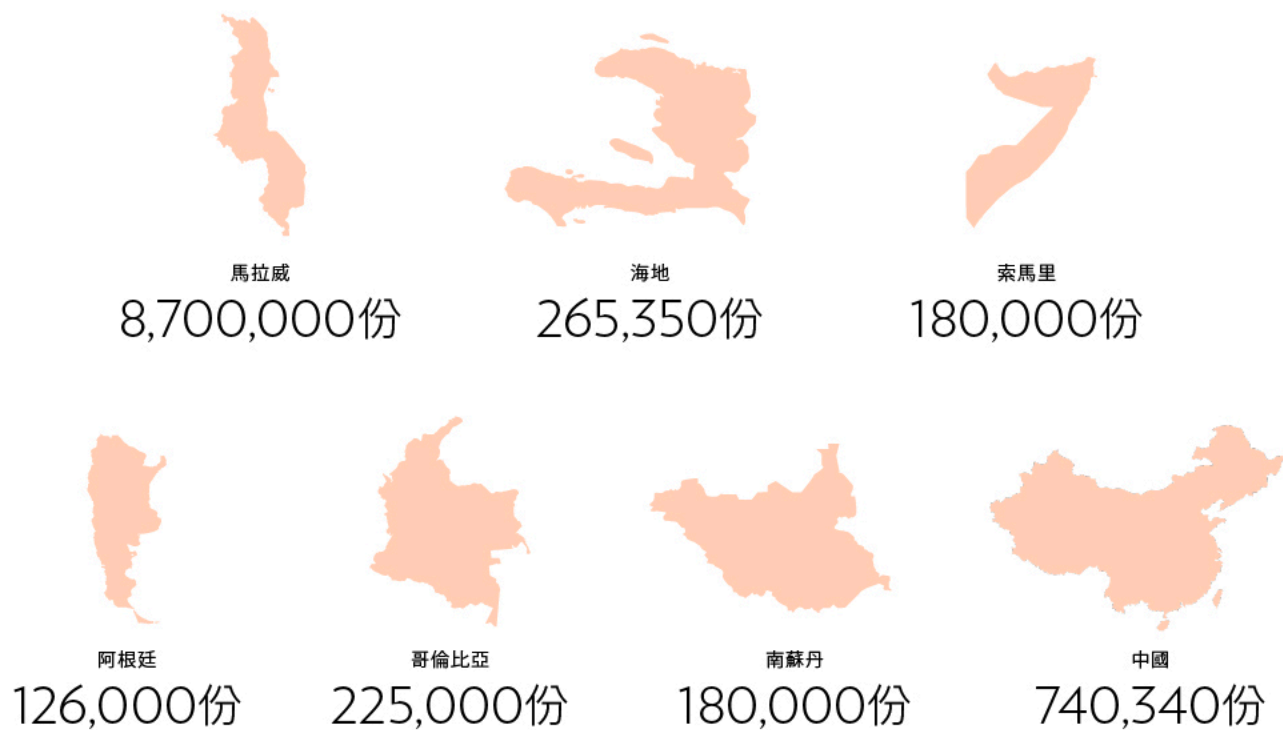 馬拉威
8,700,000份
海地
265,350份
索馬里
180,000份
阿根廷
126,000份
哥倫比亞
225,000份
南蘇丹
180,000份
中國
740,340份